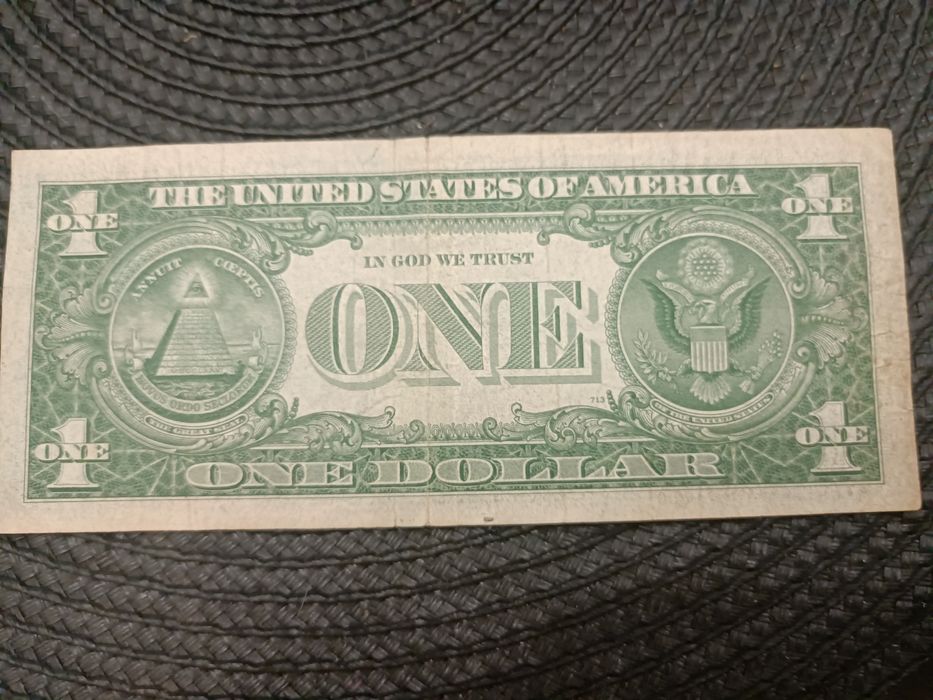 THE UNITED STATES OF AMERICA
1
ONE
1
ONE
ANNUIT CŒPTIS
IN GOD WE TRUST
ONE
NOVUS ORDO SECLORUM
THE GREAT SEAL
OF THE UNITED STATES
713
1
ONE
1
ONE
ONE DOLLAR